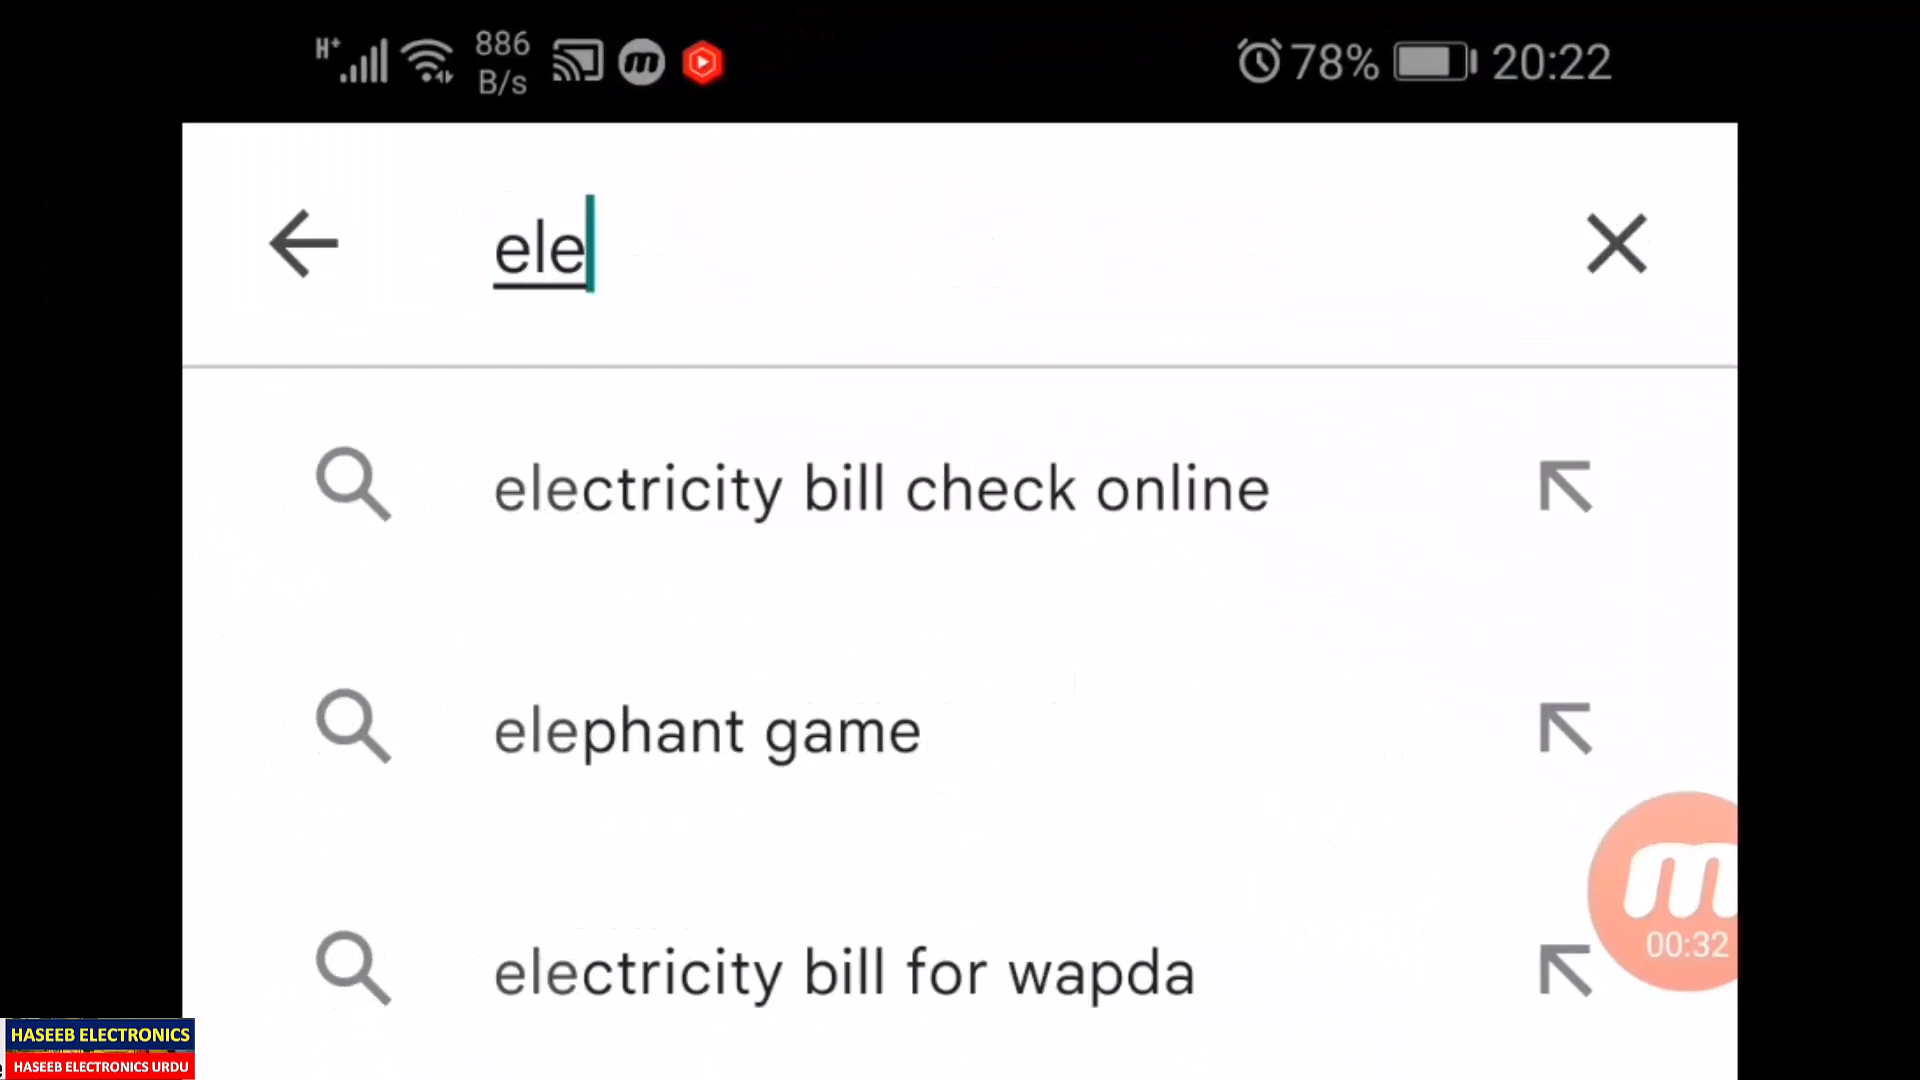 H+ 886 B/s m 78% 20:22
ele
electricity bill check online
elephant game
electricity bill for wapda
m
00:32
HASEEB ELECTRONICS
HASEEB ELECTRONICS URDU